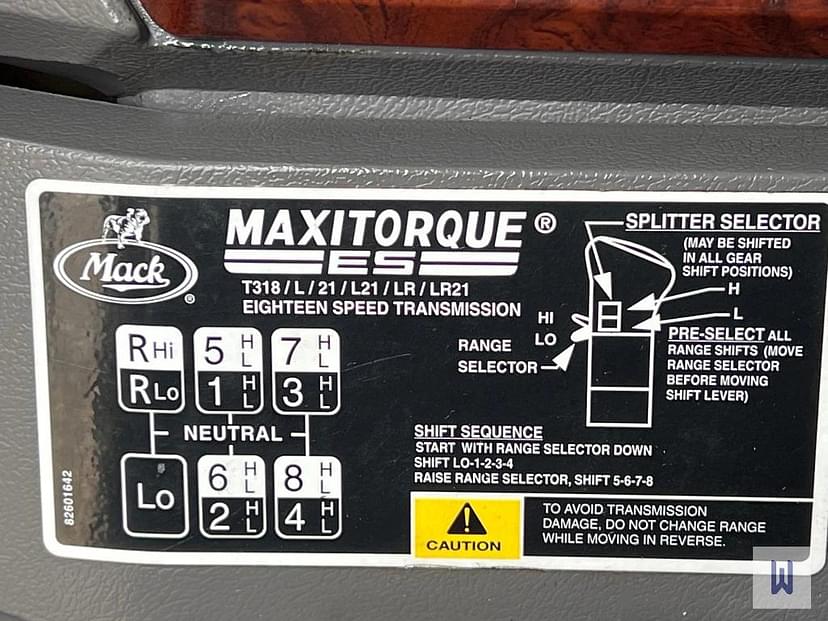 MAXITORQUE®
ES
Mack®
T318 / L / 21 / L21 / LR / LR21
EIGHTEEN SPEED TRANSMISSION
R HI 5 H L 7 H L
R LO 1 H L 3 H L
NEUTRAL
LO 6 H L 8 H L
2 H L 4 H L
82601642
SPLITTER SELECTOR
(MAY BE SHIFTED
IN ALL GEAR
SHIFT POSITIONS)
H
L
HI
LO
RANGE
SELECTOR
PRE-SELECT ALL
RANGE SHIFTS (MOVE
RANGE SELECTOR
BEFORE MOVING
SHIFT LEVER)
SHIFT SEQUENCE
START WITH RANGE SELECTOR DOWN
SHIFT LO-1-2-3-4
RAISE RANGE SELECTOR, SHIFT 5-6-7-8
CAUTION
TO AVOID TRANSMISSION
DAMAGE, DO NOT CHANGE RANGE
WHILE MOVING IN REVERSE.
W